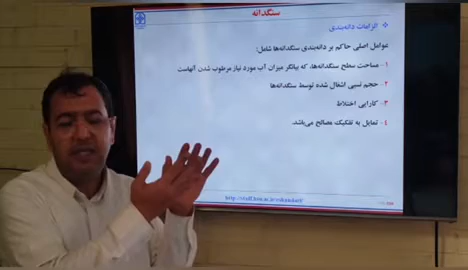 سنگدانه
❖ الزامات دانه‌بندی:
عوامل اصلی حاکم بر دانه‌بندی سنگدانه‌ها شامل:
۱- مساحت سطح سنگدانه‌ها، که بیانگر میزان آب مورد نیاز مرطوب شدن آنهاست
۲- حجم نسبی اشغال شده توسط سنگدانه‌ها
۳- کارایی اختلاط
۴- تمایل به تفکیک مصالح می‌باشد.